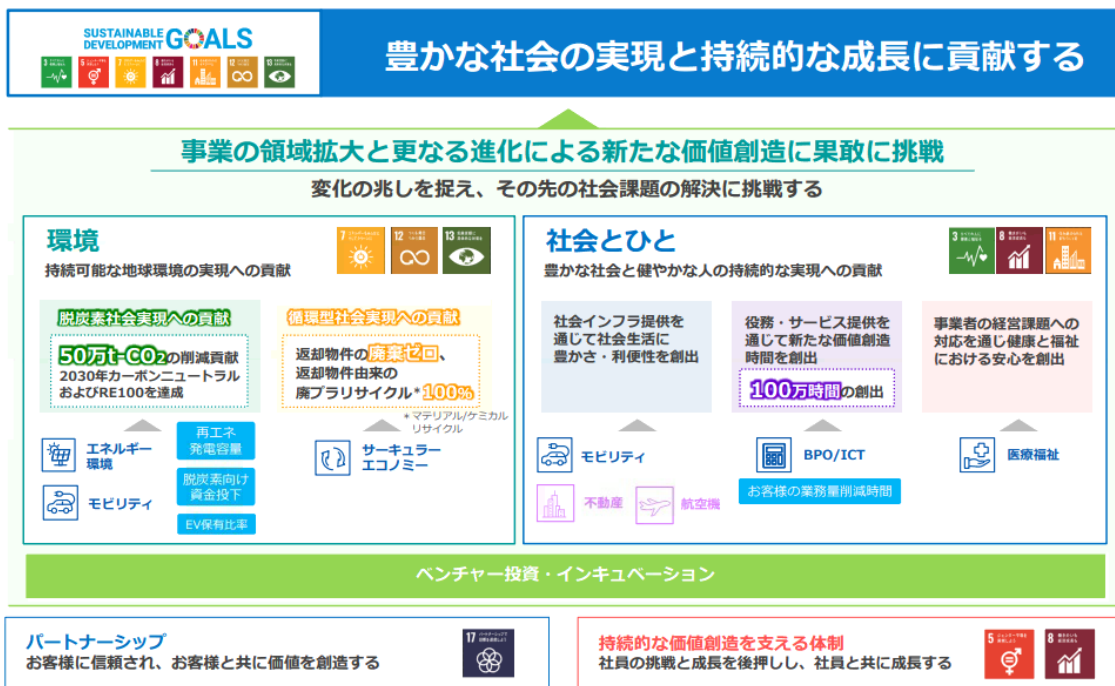 SUSTAINABLE
DEVELOPMENT GOALS
3
5
7
8
11
12
13
豊かな社会の実現と持続的な成長に貢献する
事業の領域拡大と更なる進化による新たな価値創造に果敢に挑戦
変化の兆しを捉え、その先の社会課題の解決に挑戦する
環境
持続可能な地球環境の実現への貢献
7
12
13
脱炭素社会実現への貢献
50万t-CO2の削減貢献
2030年カーボンニュートラル
およびRE100を達成
循環型社会実現への貢献
返却物件の廃棄ゼロ、
返却物件由来の
廃プラリサイクル*100%
*マテリアル/ケミカル
リサイクル
エネルギー
環境
モビリティ
再エネ
発電容量
脱炭素向け
資金投下
EV保有比率
サーキュラー
エコノミー
社会とひと
豊かな社会と健やかな人の持続的な実現への貢献
3
8
11
社会インフラ提供を
通じて社会生活に
豊かさ・利便性を創出
役務・サービス提供を
通じて新たな価値創造
時間を創出
100万時間の創出
事業者の経営課題への
対応を通じ健康と福祉
における安心を創出
モビリティ
不動産
航空機
BPO/ICT
お客様の業務量削減時間
医療福祉
ベンチャー投資・インキュベーション
パートナーシップ
お客様に信頼され、お客様と共に価値を創造する
17
持続的な価値創造を支える体制
社員の挑戦と成長を後押しし、社員と共に成長する
5
8